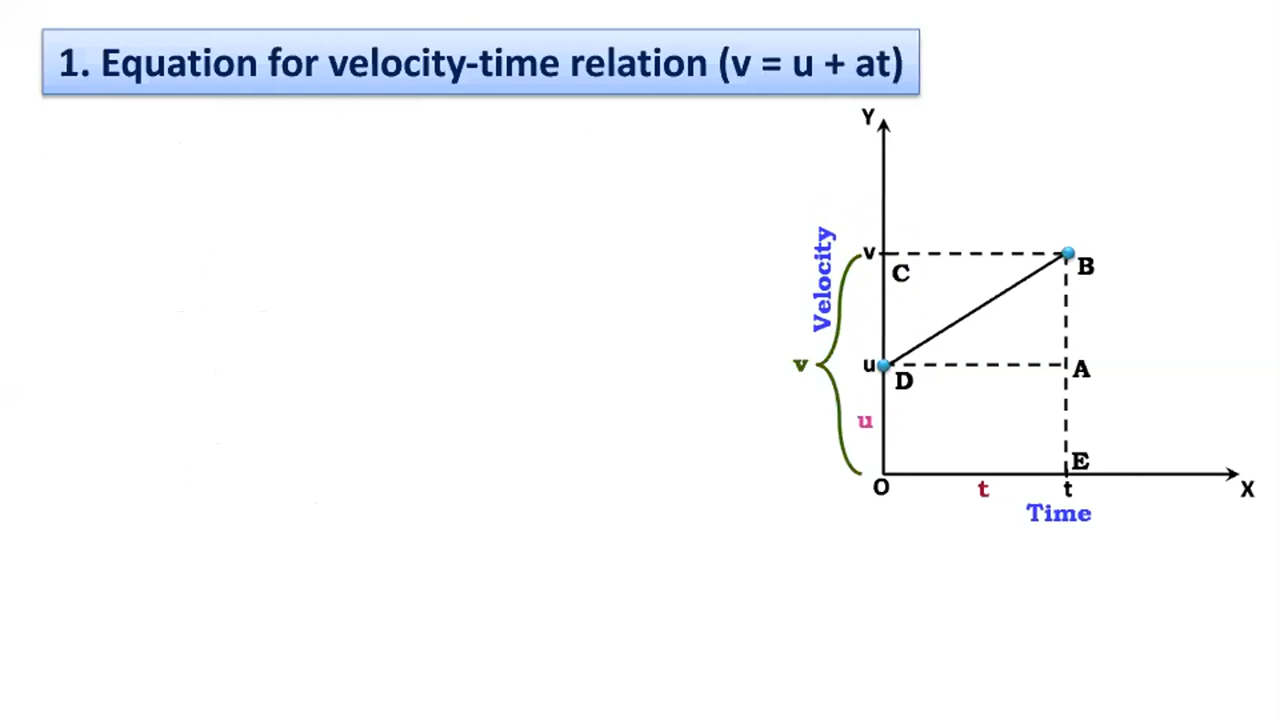 1. Equation for velocity-time relation (v = u + at)
Y
Velocity
v
C
B
v
u
D
A
u
E
O
t
t
X
Time